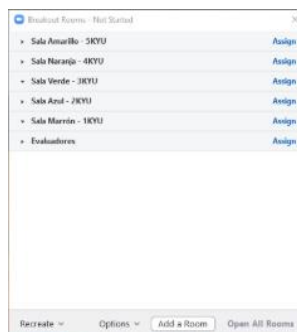 Breakout Rooms - Not Started
Sala Amarillo - 5KYU Assign
Sala Naranja - 4KYU Assign
Sala Verde - 3KYU Assign
Sala Azul - 2KYU Assign
Sala Marrón - 1KYU Assign
Evaluadores Assign
Recreate Options Add a Room Open All Rooms